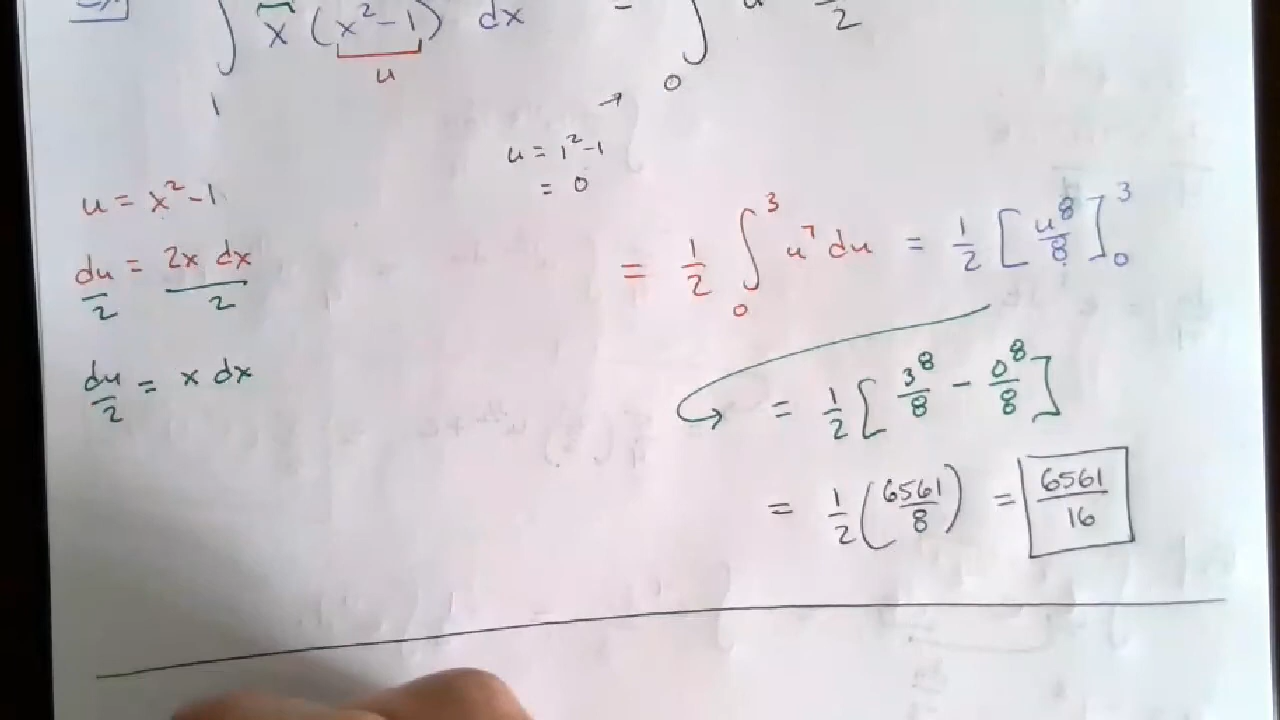 ∫ x (x²-1) dx = ∫ u /2
u
1
0
→
u = 1²-1
= 0
u = x²-1
du/2 = 2x dx/2
du/2 = x dx
= 1/2 ∫₀³ u⁷ du = 1/2 [u⁸/8]₀³
= 1/2 [3⁸/8 - 0⁸/8]
= 1/2 (6561/8) = 6561/16